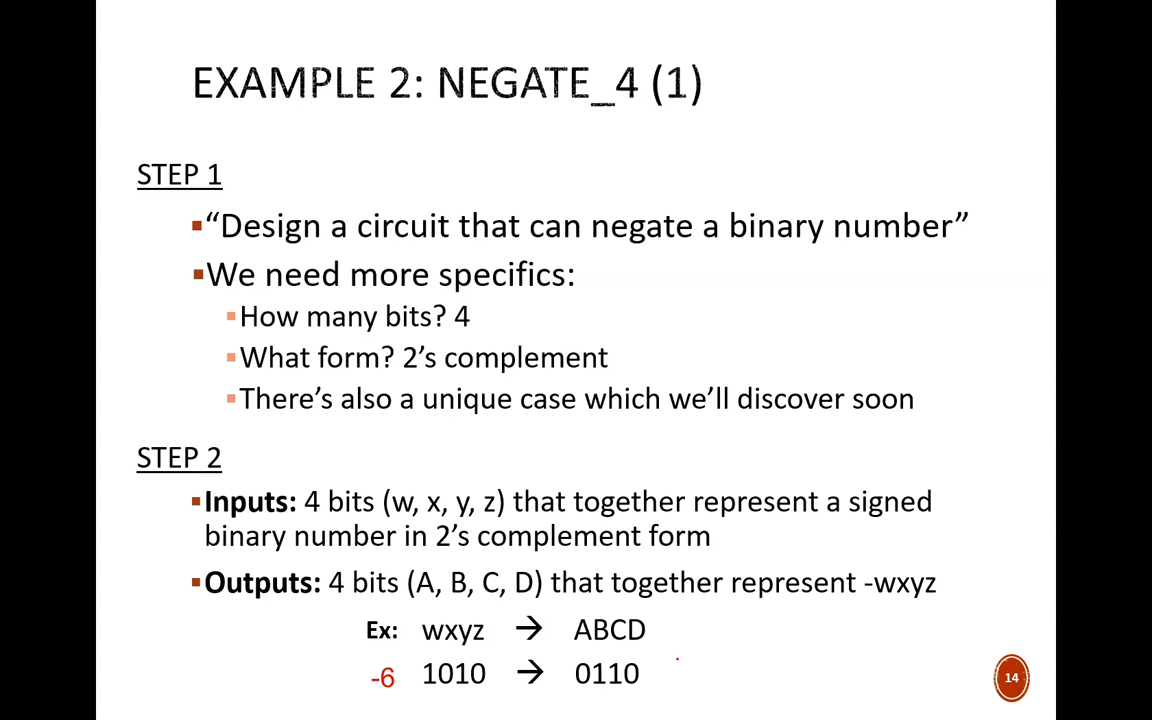 EXAMPLE 2: NEGATE_4 (1)
STEP 1
▪“Design a circuit that can negate a binary number”
▪We need more specifics:
▪How many bits? 4
▪What form? 2’s complement
▪There’s also a unique case which we’ll discover soon
STEP 2
▪Inputs: 4 bits (w, x, y, z) that together represent a signed
binary number in 2’s complement form
▪Outputs: 4 bits (A, B, C, D) that together represent -wxyz
Ex: wxyz → ABCD
-6 1010 → 0110
14